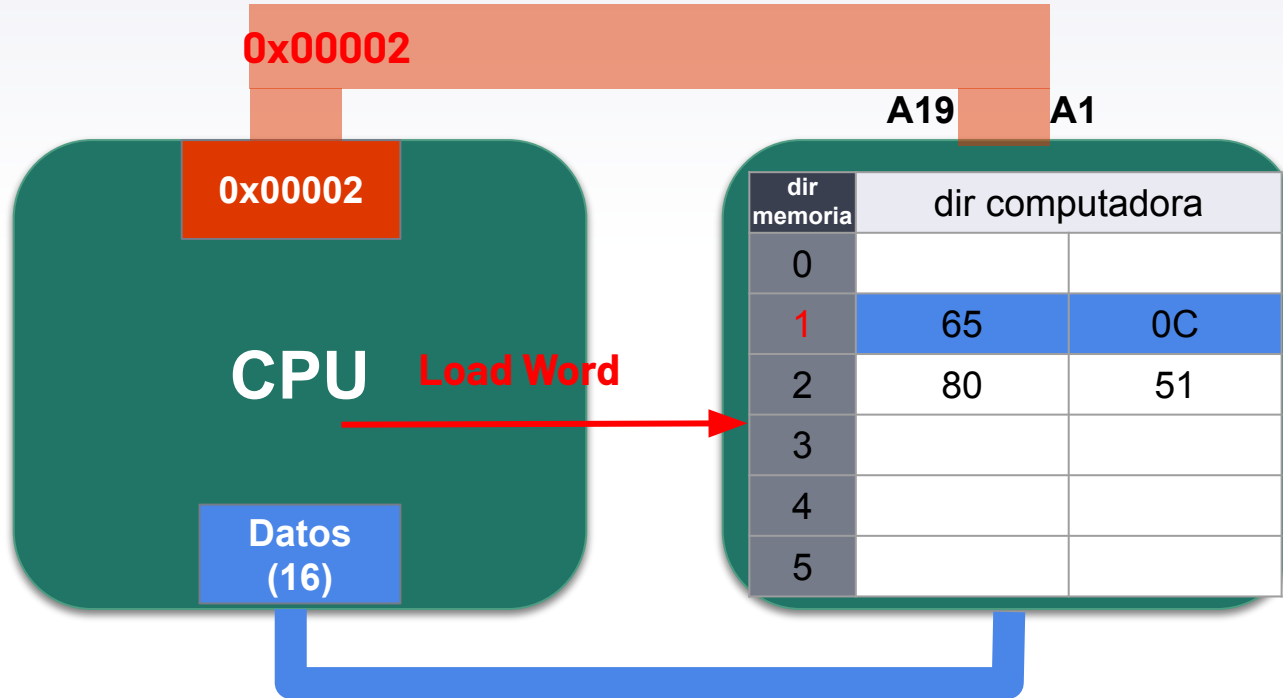 0x00002
A19 A1
0x00002
dir memoria dir computadora
0
1 65 0C
2 80 51
3
4
5
CPU
Load Word
Datos
(16)